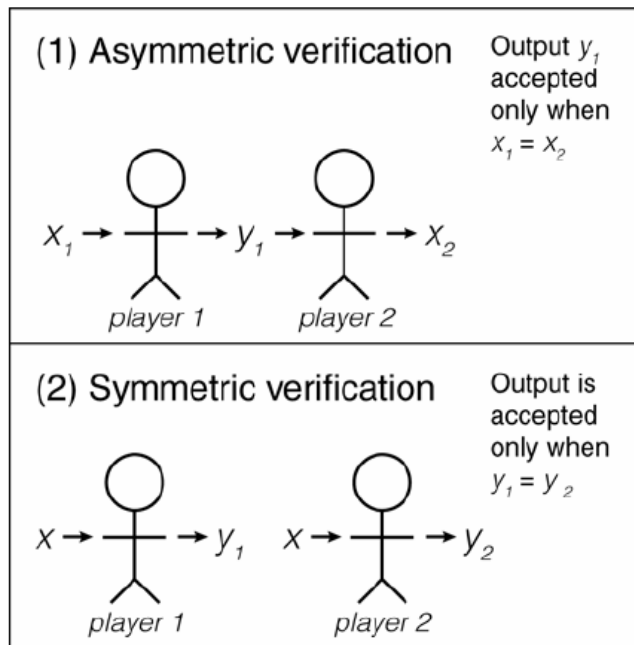 (1) Asymmetric verification
Output y₁
accepted
only when
x₁ = x₂
x₁ → → y₁ → → x₂
player 1 player 2
(2) Symmetric verification
Output is
accepted
only when
y₁ = y₂
x → → y₁ x → → y₂
player 1 player 2